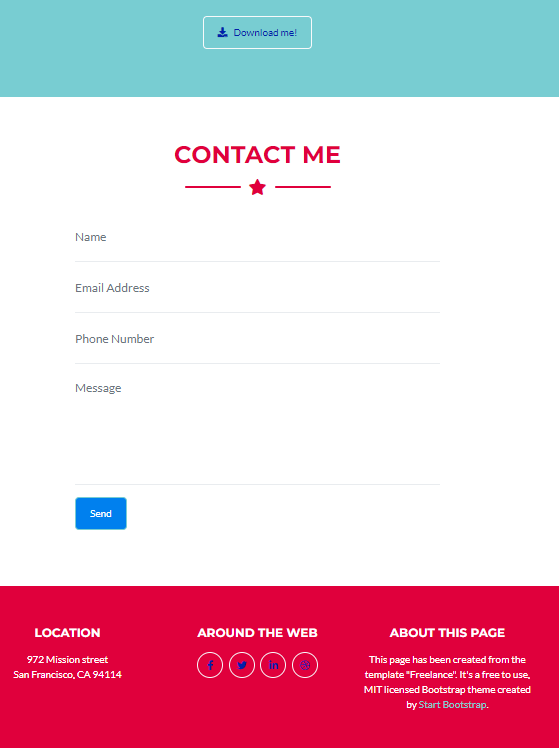 Download me!
CONTACT ME
Name
Email Address
Phone Number
Message
Send
LOCATION
972 Mission street
San Francisco, CA 94114
AROUND THE WEB
ABOUT THIS PAGE
This page has been created from the
template "Freelance". It's a free to use,
MIT licensed Bootstrap theme created
by Start Bootstrap.